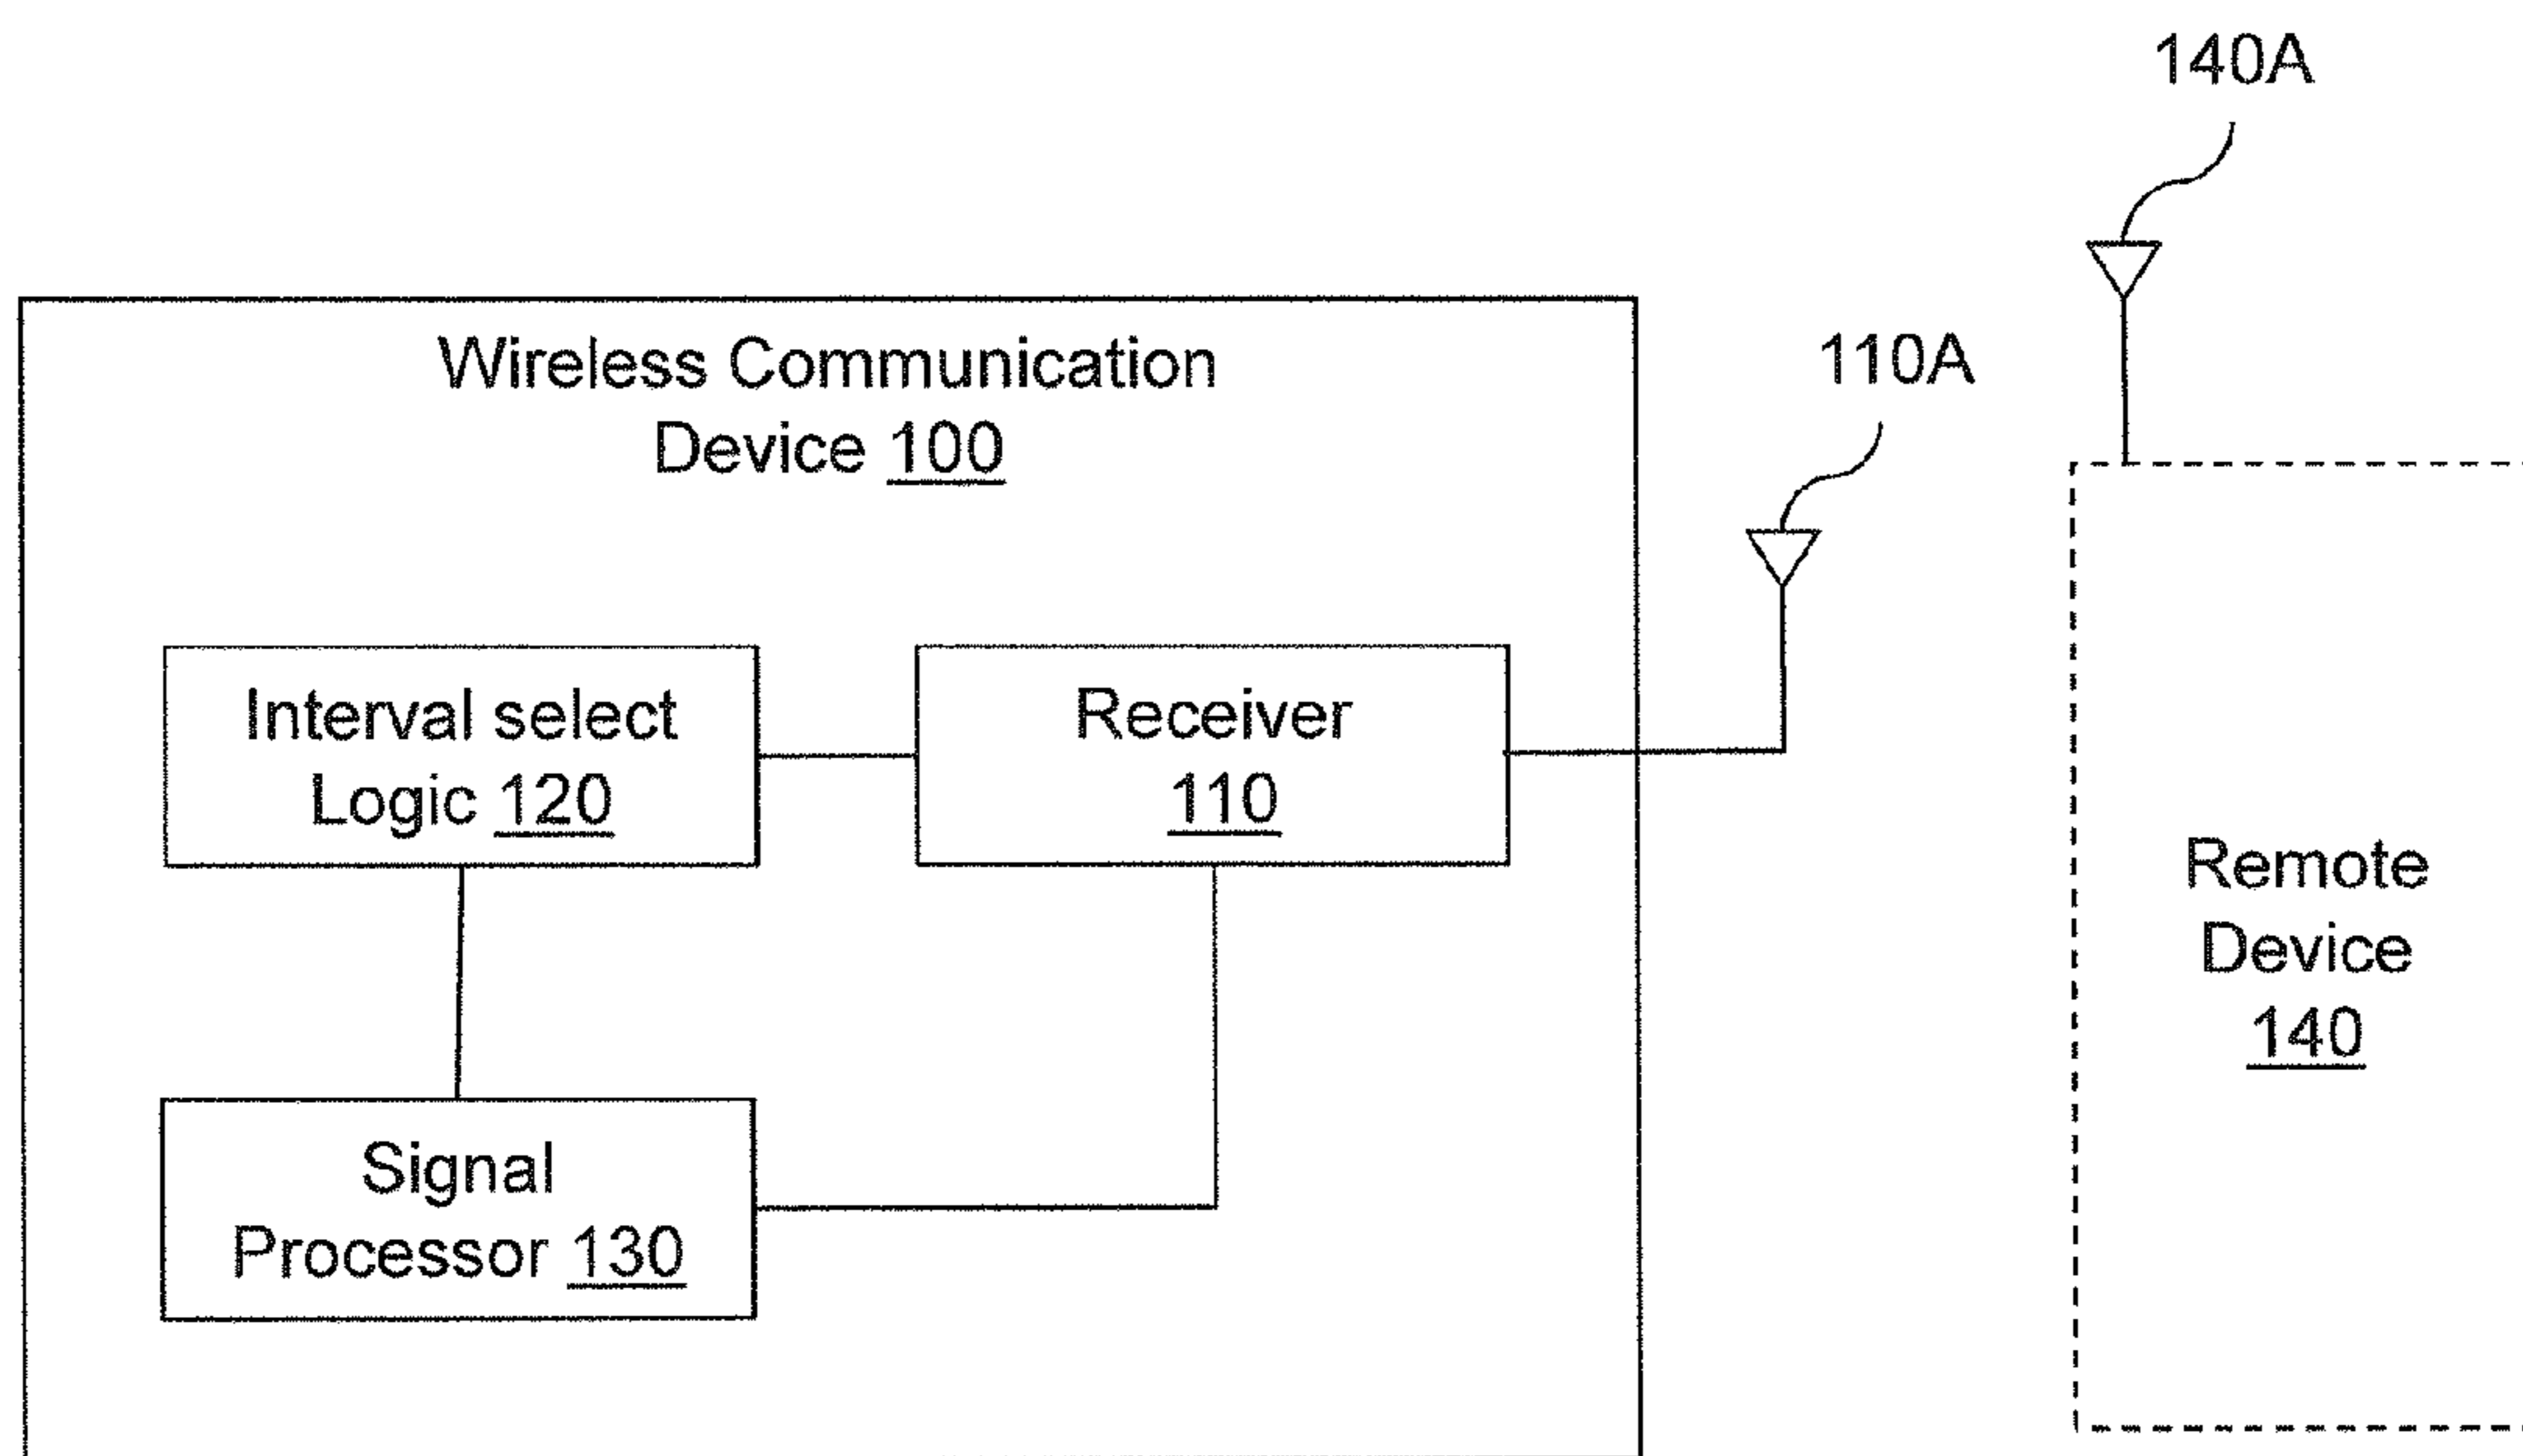 140A
Wireless Communication
Device 100
110A
Interval select
Logic 120
Receiver
110
Remote
Device
140
Signal
Processor 130